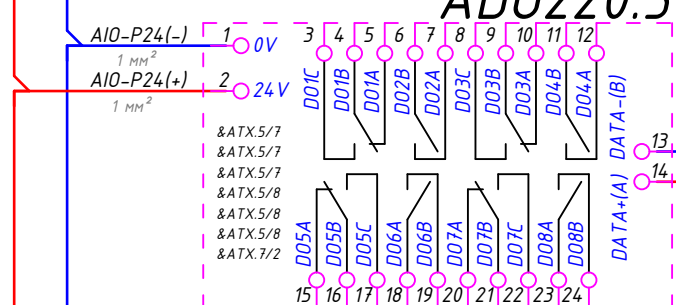 ADU220.5
AIO-P24(-) 1 0V
1 мм²
AIO-P24(+) 2 24V
1 мм²
3 4 5 6 7 8 9 10 11 12
DO1C DO1B DO1A DO2B DO2A DO3C DO3B DO3A DO4B DO4A
DATA-(B) 13
DATA+(A) 14
&ATX.5/7
&ATX.5/7
&ATX.5/7
&ATX.5/8
&ATX.5/8
&ATX.5/8
&ATX.7/2
DO5A DO5B DO5C DO6A DO6B DO7A DO7B DO7C DO8A DO8B
15 16 17 18 19 20 21 22 23 24